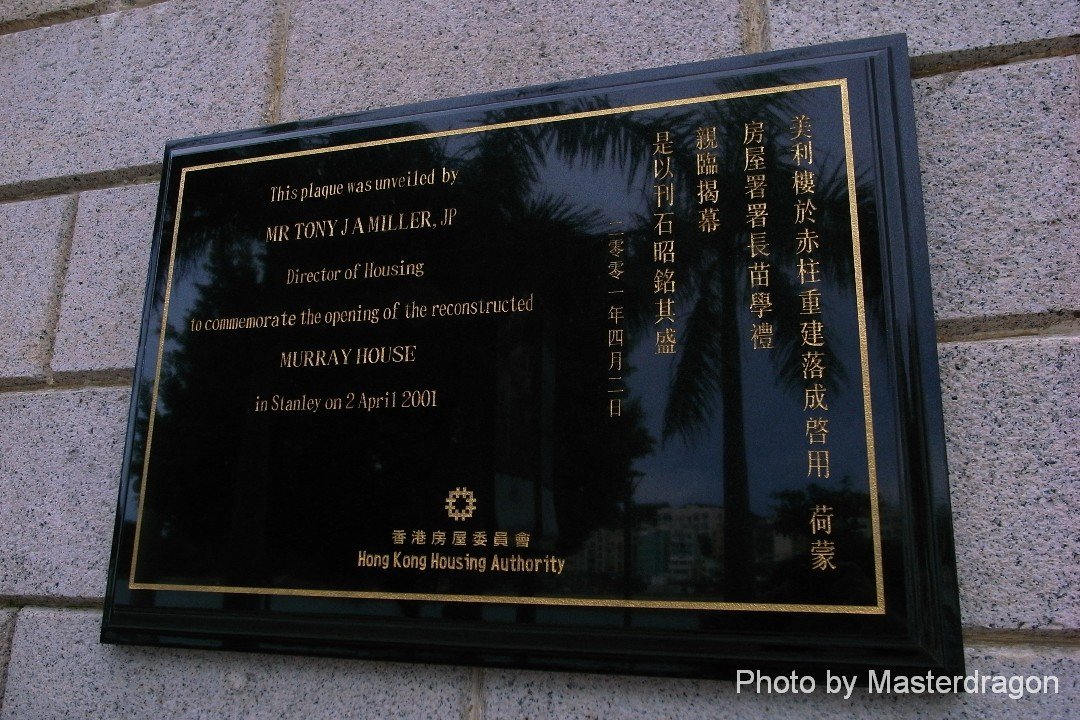 This plaque was unveiled by
MR TONY J A MILLER, JP
Director of Housing
to commemorate the opening of the reconstructed
MURRAY HOUSE
in Stanley on 2 April 2001
美利樓於赤柱重建落成啓用 荷蒙
房屋署署長苗學禮
親臨揭幕
是以刊石昭銘其盛
二零零一年四月二日
香港房屋委員會
Hong Kong Housing Authority
Photo by Masterdragon